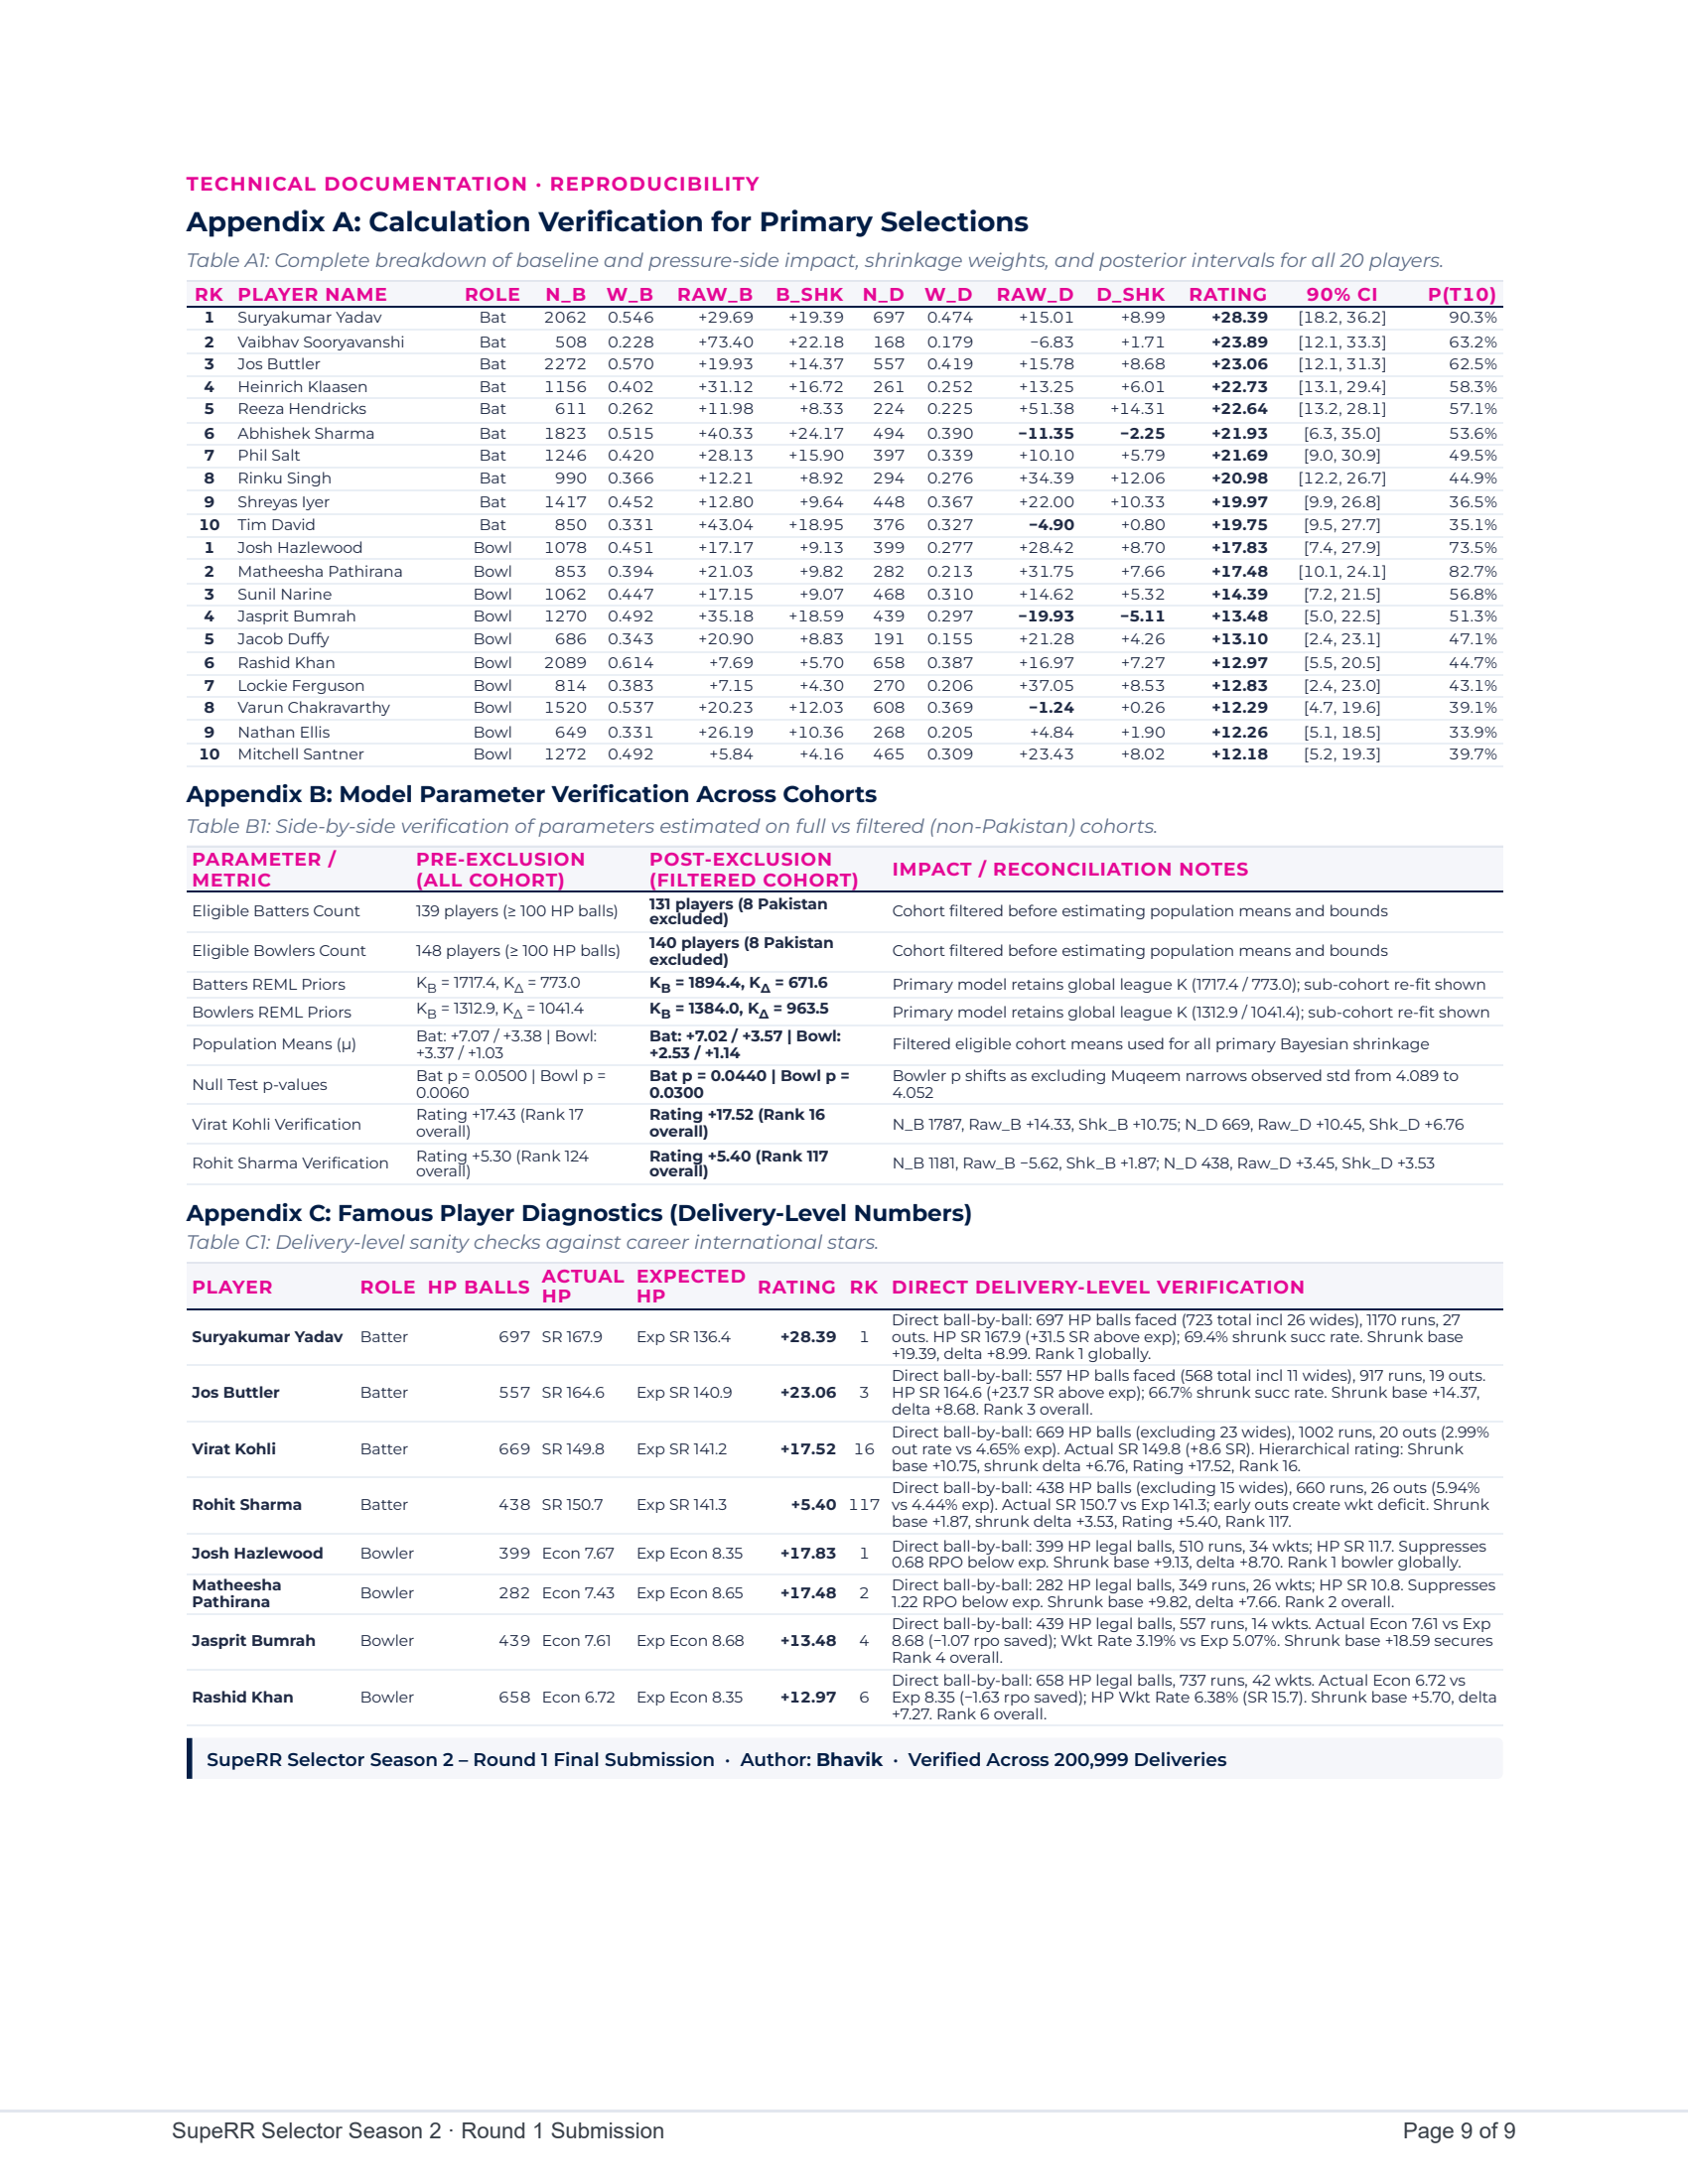 TECHNICAL DOCUMENTATION · REPRODUCIBILITY
Appendix A: Calculation Verification for Primary Selections
Table A1: Complete breakdown of baseline and pressure-side impact, shrinkage weights, and posterior intervals for all 20 players.
RK PLAYER NAME ROLE N_B W_B RAW_B B_SHK N_D W_D RAW_D D_SHK RATING 90% CI P(T10)
1 Suryakumar Yadav Bat 2062 0.546 +29.69 +19.39 697 0.474 +15.01 +8.99 +28.39 [18.2, 36.2] 90.3%
2 Vaibhav Sooryavanshi Bat 508 0.228 +73.40 +22.18 168 0.179 −6.83 +1.71 +23.89 [12.1, 33.3] 63.2%
3 Jos Buttler Bat 2272 0.570 +19.93 +14.37 557 0.419 +15.78 +8.68 +23.06 [12.1, 31.3] 62.5%
4 Heinrich Klaasen Bat 1156 0.402 +31.12 +16.72 261 0.252 +13.25 +6.01 +22.73 [13.1, 29.4] 58.3%
5 Reeza Hendricks Bat 611 0.262 +11.98 +8.33 224 0.225 +51.38 +14.31 +22.64 [13.2, 28.1] 57.1%
6 Abhishek Sharma Bat 1823 0.515 +40.33 +24.17 494 0.390 −11.35 −2.25 +21.93 [6.3, 35.0] 53.6%
7 Phil Salt Bat 1246 0.420 +28.13 +15.90 397 0.339 +10.10 +5.79 +21.69 [9.0, 30.9] 49.5%
8 Rinku Singh Bat 990 0.366 +12.21 +8.92 294 0.276 +34.39 +12.06 +20.98 [12.2, 26.7] 44.9%
9 Shreyas Iyer Bat 1417 0.452 +12.80 +9.64 448 0.367 +22.00 +10.33 +19.97 [9.9, 26.8] 36.5%
10 Tim David Bat 850 0.331 +43.04 +18.95 376 0.327 −4.90 +0.80 +19.75 [9.5, 27.7] 35.1%
1 Josh Hazlewood Bowl 1078 0.451 +17.17 +9.13 399 0.277 +28.42 +8.70 +17.83 [7.4, 27.9] 73.5%
2 Matheesha Pathirana Bowl 853 0.394 +21.03 +9.82 282 0.213 +31.75 +7.66 +17.48 [10.1, 24.1] 82.7%
3 Sunil Narine Bowl 1062 0.447 +17.15 +9.07 468 0.310 +14.62 +5.32 +14.39 [7.2, 21.5] 56.8%
4 Jasprit Bumrah Bowl 1270 0.492 +35.18 +18.59 439 0.297 −19.93 −5.11 +13.48 [5.0, 22.5] 51.3%
5 Jacob Duffy Bowl 686 0.343 +20.90 +8.83 191 0.155 +21.28 +4.26 +13.10 [2.4, 23.1] 47.1%
6 Rashid Khan Bowl 2089 0.614 +7.69 +5.70 658 0.387 +16.97 +7.27 +12.97 [5.5, 20.5] 44.7%
7 Lockie Ferguson Bowl 814 0.383 +7.15 +4.30 270 0.206 +37.05 +8.53 +12.83 [2.4, 23.0] 43.1%
8 Varun Chakravarthy Bowl 1520 0.537 +20.23 +12.03 608 0.369 −1.24 +0.26 +12.29 [4.7, 19.6] 39.1%
9 Nathan Ellis Bowl 649 0.331 +26.19 +10.36 268 0.205 +4.84 +1.90 +12.26 [5.1, 18.5] 33.9%
10 Mitchell Santner Bowl 1272 0.492 +5.84 +4.16 465 0.309 +23.43 +8.02 +12.18 [5.2, 19.3] 39.7%
Appendix B: Model Parameter Verification Across Cohorts
Table B1: Side-by-side verification of parameters estimated on full vs filtered (non-Pakistan) cohorts.
PARAMETER / PRE-EXCLUSION POST-EXCLUSION IMPACT / RECONCILIATION NOTES
METRIC (ALL COHORT) (FILTERED COHORT)
Eligible Batters Count 139 players (≥ 100 HP balls) 131 players (8 Pakistan Cohort filtered before estimating population means and bounds
excluded)
Eligible Bowlers Count 148 players (≥ 100 HP balls) 140 players (8 Pakistan Cohort filtered before estimating population means and bounds
excluded)
Batters REML Priors K_B = 1717.4, K_Δ = 773.0 K_B = 1894.4, K_Δ = 671.6 Primary model retains global league K (1717.4 / 773.0); sub-cohort re-fit shown
Bowlers REML Priors K_B = 1312.9, K_Δ = 1041.4 K_B = 1384.0, K_Δ = 963.5 Primary model retains global league K (1312.9 / 1041.4); sub-cohort re-fit shown
Population Means (μ) Bat: +7.07 / +3.38 | Bowl: Bat: +7.02 / +3.57 | Bowl: Filtered eligible cohort means used for all primary Bayesian shrinkage
+3.37 / +1.03 +2.53 / +1.14
Null Test p-values Bat p = 0.0500 | Bowl p = Bat p = 0.0440 | Bowl p = Bowler p shifts as excluding Muqeem narrows observed std from 4.089 to
0.0060 0.0300 4.052
Virat Kohli Verification Rating +17.43 (Rank 17 Rating +17.52 (Rank 16 N_B 1787, Raw_B +14.33, Shk_B +10.75; N_D 669, Raw_D +10.45, Shk_D +6.76
overall) overall)
Rohit Sharma Verification Rating +5.30 (Rank 124 Rating +5.40 (Rank 117 N_B 1181, Raw_B −5.62, Shk_B +1.87; N_D 438, Raw_D +3.45, Shk_D +3.53
overall) overall)
Appendix C: Famous Player Diagnostics (Delivery-Level Numbers)
Table C1: Delivery-level sanity checks against career international stars.
PLAYER ROLE HP BALLS ACTUAL EXPECTED RATING RK DIRECT DELIVERY-LEVEL VERIFICATION
HP HP
Suryakumar Yadav Batter 697 SR 167.9 Exp SR 136.4 +28.39 1 Direct ball-by-ball: 697 HP balls faced (723 total incl 26 wides), 1170 runs, 27
outs. HP SR 167.9 (+31.5 SR above exp); 69.4% shrunk succ rate. Shrunk base
+19.39, delta +8.99. Rank 1 globally.
Jos Buttler Batter 557 SR 164.6 Exp SR 140.9 +23.06 3 Direct ball-by-ball: 557 HP balls faced (568 total incl 11 wides), 917 runs, 19 outs.
HP SR 164.6 (+23.7 SR above exp); 66.7% shrunk succ rate. Shrunk base +14.37,
delta +8.68. Rank 3 overall.
Virat Kohli Batter 669 SR 149.8 Exp SR 141.2 +17.52 16 Direct ball-by-ball: 669 HP balls (excluding 23 wides), 1002 runs, 20 outs (2.99%
out rate vs 4.65% exp). Actual SR 149.8 (+8.6 SR). Hierarchical rating: Shrunk
base +10.75, shrunk delta +6.76, Rating +17.52, Rank 16.
Rohit Sharma Batter 438 SR 150.7 Exp SR 141.3 +5.40 117 Direct ball-by-ball: 438 HP balls (excluding 15 wides), 660 runs, 26 outs (5.94%
vs 4.44% exp). Actual SR 150.7 vs Exp 141.3; early outs create wkt deficit. Shrunk
base +1.87, shrunk delta +3.53, Rating +5.40, Rank 117.
Josh Hazlewood Bowler 399 Econ 7.67 Exp Econ 8.35 +17.83 1 Direct ball-by-ball: 399 HP legal balls, 510 runs, 34 wkts; HP SR 11.7. Suppresses
0.68 RPO below exp. Shrunk base +9.13, delta +8.70. Rank 1 bowler globally.
Matheesha Pathirana Bowler 282 Econ 7.43 Exp Econ 8.65 +17.48 2 Direct ball-by-ball: 282 HP legal balls, 349 runs, 26 wkts; HP SR 10.8. Suppresses
1.22 RPO below exp. Shrunk base +9.82, delta +7.66. Rank 2 overall.
Jasprit Bumrah Bowler 439 Econ 7.61 Exp Econ 8.68 +13.48 4 Direct ball-by-ball: 439 HP legal balls, 557 runs, 14 wkts. Actual Econ 7.61 vs Exp
8.68 (−1.07 rpo saved); Wkt Rate 3.19% vs Exp 5.07%. Shrunk base +18.59 secures
Rank 4 overall.
Rashid Khan Bowler 658 Econ 6.72 Exp Econ 8.35 +12.97 6 Direct ball-by-ball: 658 HP legal balls, 737 runs, 42 wkts. Actual Econ 6.72 vs
Exp 8.35 (−1.63 rpo saved); HP Wkt Rate 6.38% (SR 15.7). Shrunk base +5.70, delta
+7.27. Rank 6 overall.
SupeRR Selector Season 2 – Round 1 Final Submission · Author: Bhavik · Verified Across 200,999 Deliveries
SupeRR Selector Season 2 · Round 1 Submission
Page 9 of 9